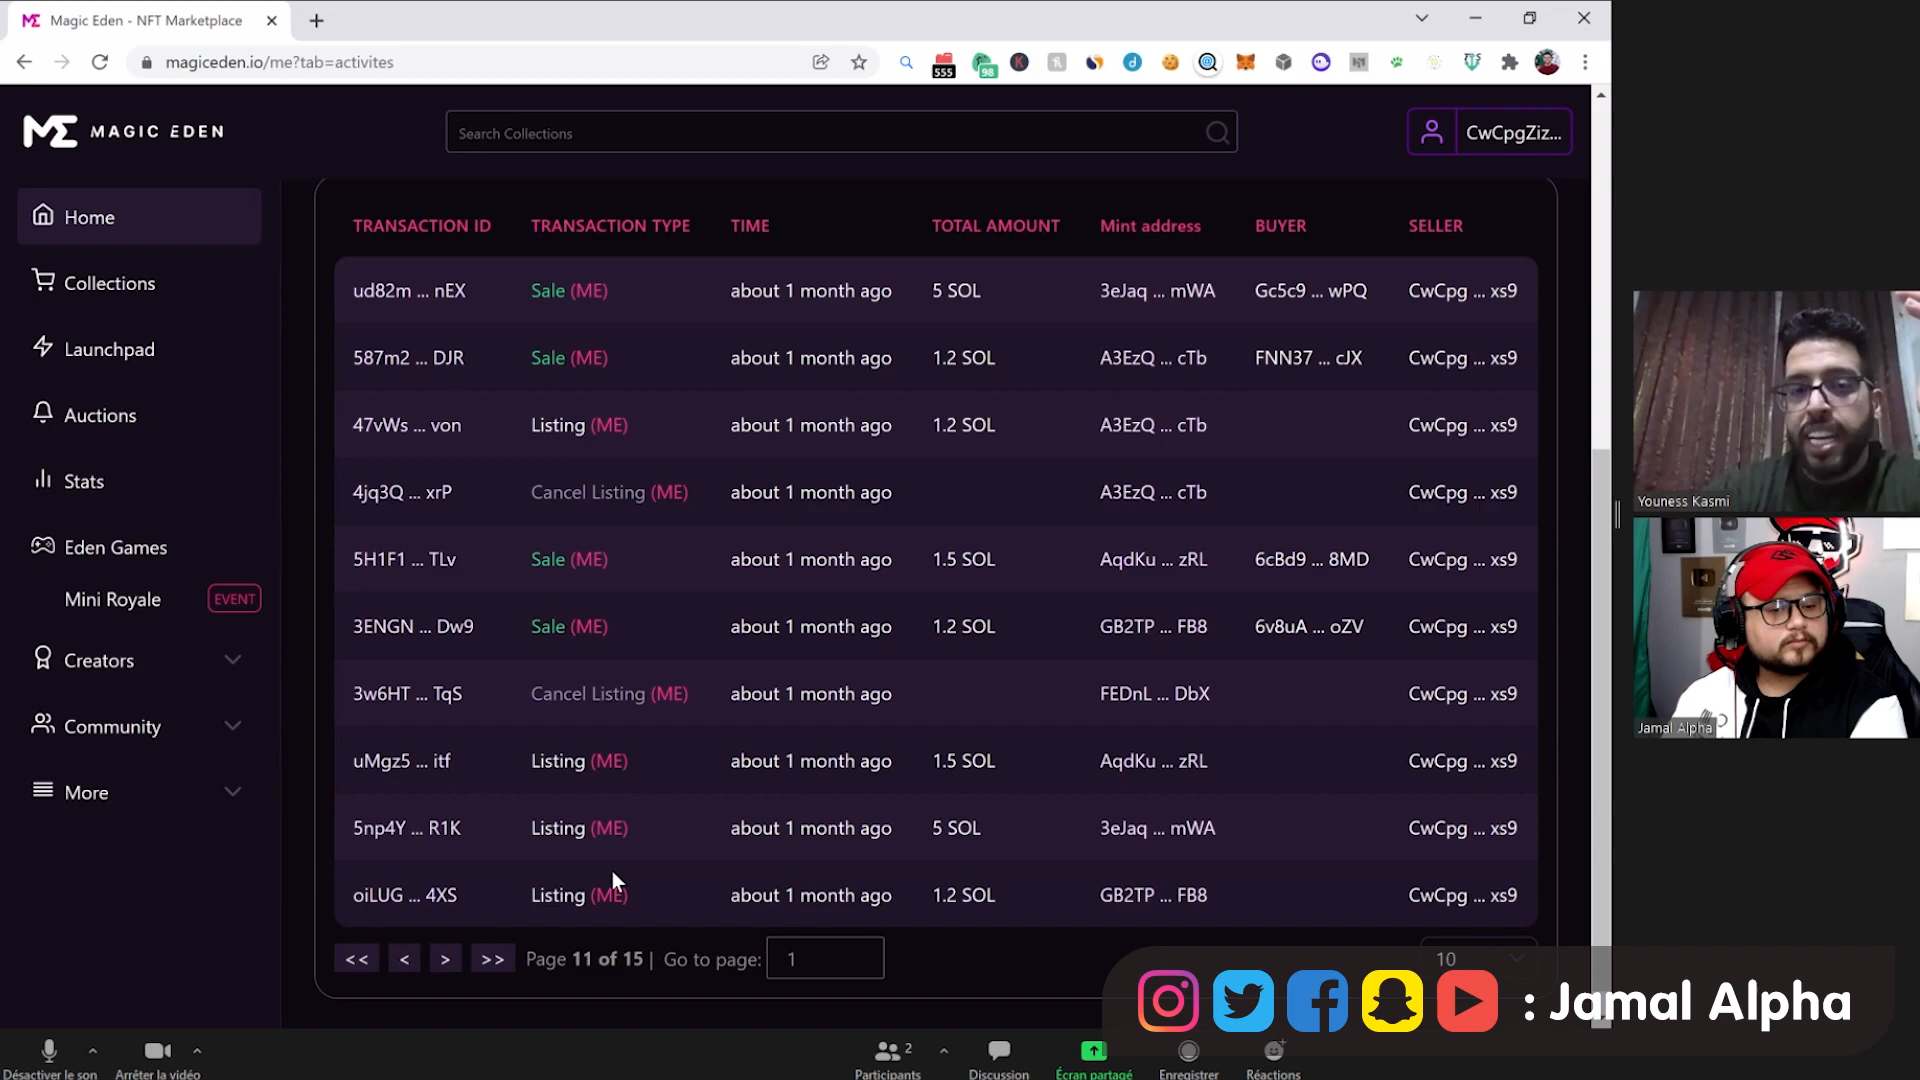 Magic Eden - NFT Marketplace
magiceden.io/me?tab=activites
555
98
MAGIC EDEN
Search Collections
CwCpgZiz...
Home
Collections
Launchpad
Auctions
Stats
Eden Games
Mini Royale EVENT
Creators
Community
More
TRANSACTION ID TRANSACTION TYPE TIME TOTAL AMOUNT Mint address BUYER SELLER
ud82m ... nEX Sale (ME) about 1 month ago 5 SOL 3eJaq ... mWA Gc5c9 ... wPQ CwCpg ... xs9
587m2 ... DJR Sale (ME) about 1 month ago 1.2 SOL A3EzQ ... cTb FNN37 ... cJX CwCpg ... xs9
47vWs ... von Listing (ME) about 1 month ago 1.2 SOL A3EzQ ... cTb CwCpg ... xs9
4jq3Q ... xrP Cancel Listing (ME) about 1 month ago A3EzQ ... cTb CwCpg ... xs9
5H1F1 ... TLv Sale (ME) about 1 month ago 1.5 SOL AqdKu ... zRL 6cBd9 ... 8MD CwCpg ... xs9
3ENGN ... Dw9 Sale (ME) about 1 month ago 1.2 SOL GB2TP ... FB8 6v8uA ... oZV CwCpg ... xs9
3w6HT ... TqS Cancel Listing (ME) about 1 month ago FEDnL ... DbX CwCpg ... xs9
uMgz5 ... itf Listing (ME) about 1 month ago 1.5 SOL AqdKu ... zRL CwCpg ... xs9
5np4Y ... R1K Listing (ME) about 1 month ago 5 SOL 3eJaq ... mWA CwCpg ... xs9
oiLUG ... 4XS Listing (ME) about 1 month ago 1.2 SOL GB2TP ... FB8 CwCpg ... xs9
<< < > >> Page 11 of 15 | Go to page: 1
10
Youness Kasmi
Jamal Alpha
: Jamal Alpha
2
Désactiver le son
Arrêter la vidéo
Participants
Discussion
Écran partagé
Enregistrer
Réactions